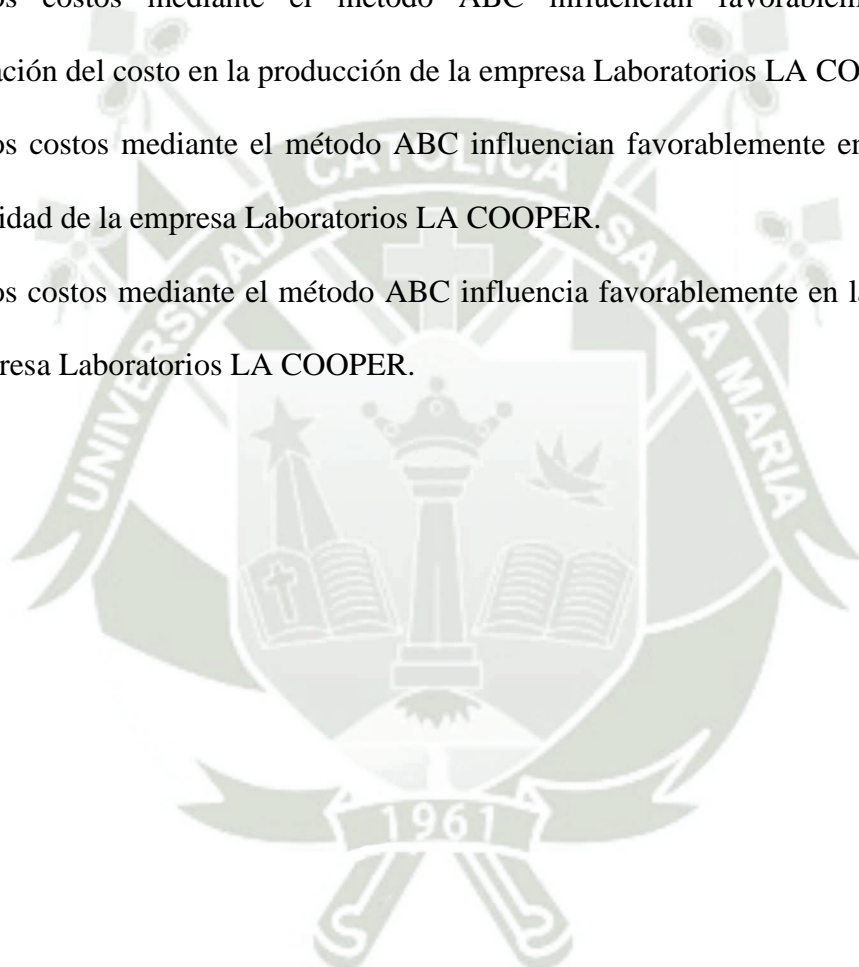 os costos mediante el método ABC influencian favorablem
ación del costo en la producción de la empresa Laboratorios LA CO
os costos mediante el método ABC influencian favorablemente en
idad de la empresa Laboratorios LA COOPER.
os costos mediante el método ABC influencia favorablemente en la
resa Laboratorios LA COOPER.
UNIVERSIDAD CATOLICA SANTA MARIA
1961